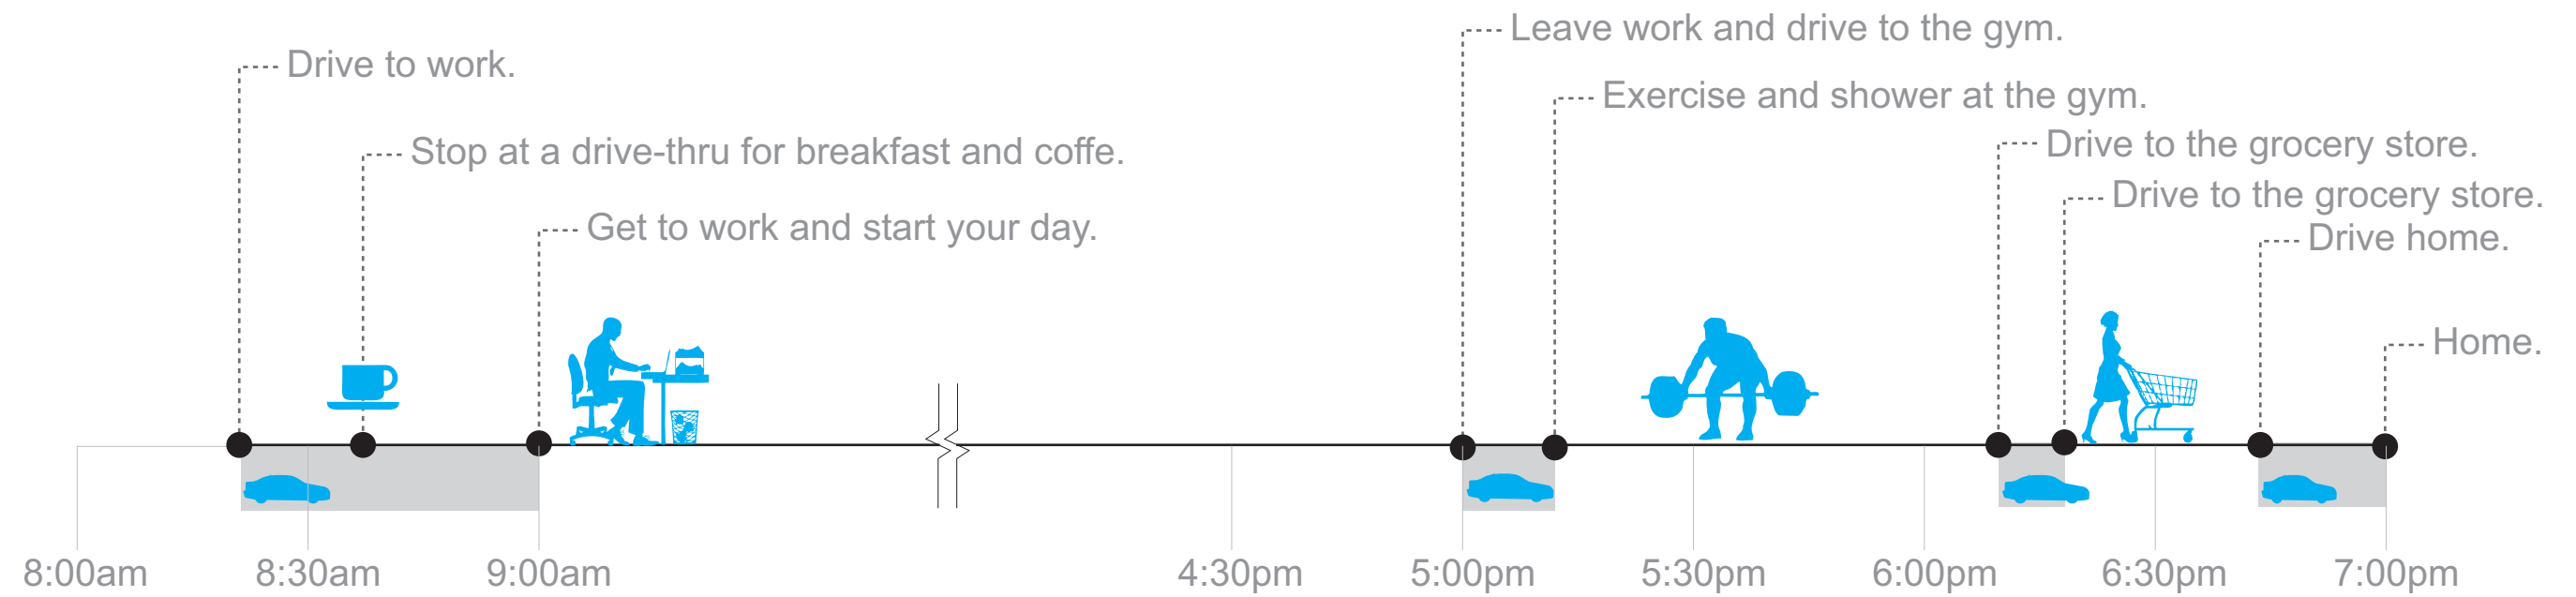 Leave work and drive to the gym.
Drive to work.
Exercise and shower at the gym.
Stop at a drive-thru for breakfast and coffe.
Drive to the grocery store.
Drive to the grocery store.
Get to work and start your day.
Drive home.
Home.
8:00am
8:30am
9:00am
4:30pm
5:00pm
5:30pm
6:00pm
6:30pm
7:00pm